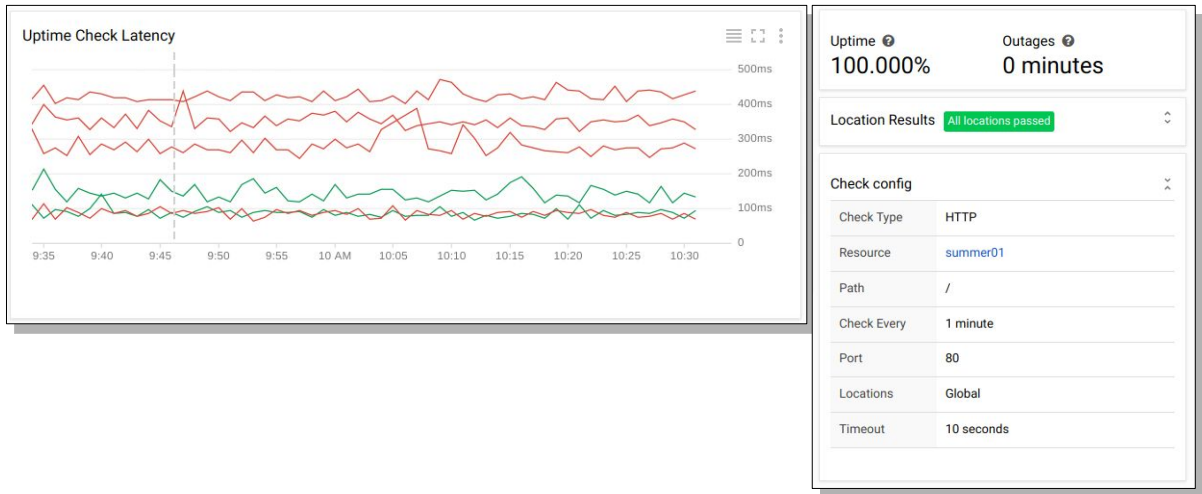 Uptime Check Latency
500ms
400ms
300ms
200ms
100ms
0
9:35 9:40 9:45 9:50 9:55 10 AM 10:05 10:10 10:15 10:20 10:25 10:30
Uptime Outages
100.000% 0 minutes
Location Results All locations passed
Check config
Check Type HTTP
Resource summer01
Path /
Check Every 1 minute
Port 80
Locations Global
Timeout 10 seconds